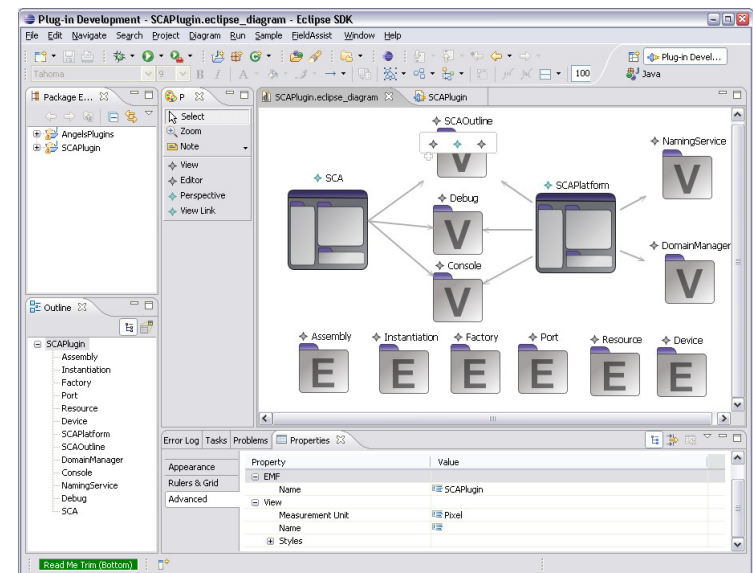 Plug-in Development - SCAPlugin.eclipse_diagram - Eclipse SDK
File Edit Navigate Search Project Diagram Run Sample FieldAssist Window Help
Plug-in Devel...
Tahoma 9 B I A 100 Java
Package E...
AngelsPlugins
SCAPlugin
P
Select
Zoom
Note
View
Editor
Perspective
View Link
SCAPlugin.eclipse_diagram SCAPlugin
SCAOutline
V
NamingService
V
SCA
SCAPlatform
Debug
V
DomainManager
V
Console
V
Assembly Instantiation Factory Port Resource Device
E E E E E E
Outline
SCAPlugin
Assembly
Instantiation
Factory
Port
Resource
Device
SCAPlatform
SCAOutline
DomainManager
Console
NamingService
Debug
SCA
Error Log Tasks Problems Properties
Appearance
Rulers & Grid
Advanced
Property Value
EMF
Name SCAPlugin
View
Measurement Unit Pixel
Name
Styles
Read Me Trim (Bottom)